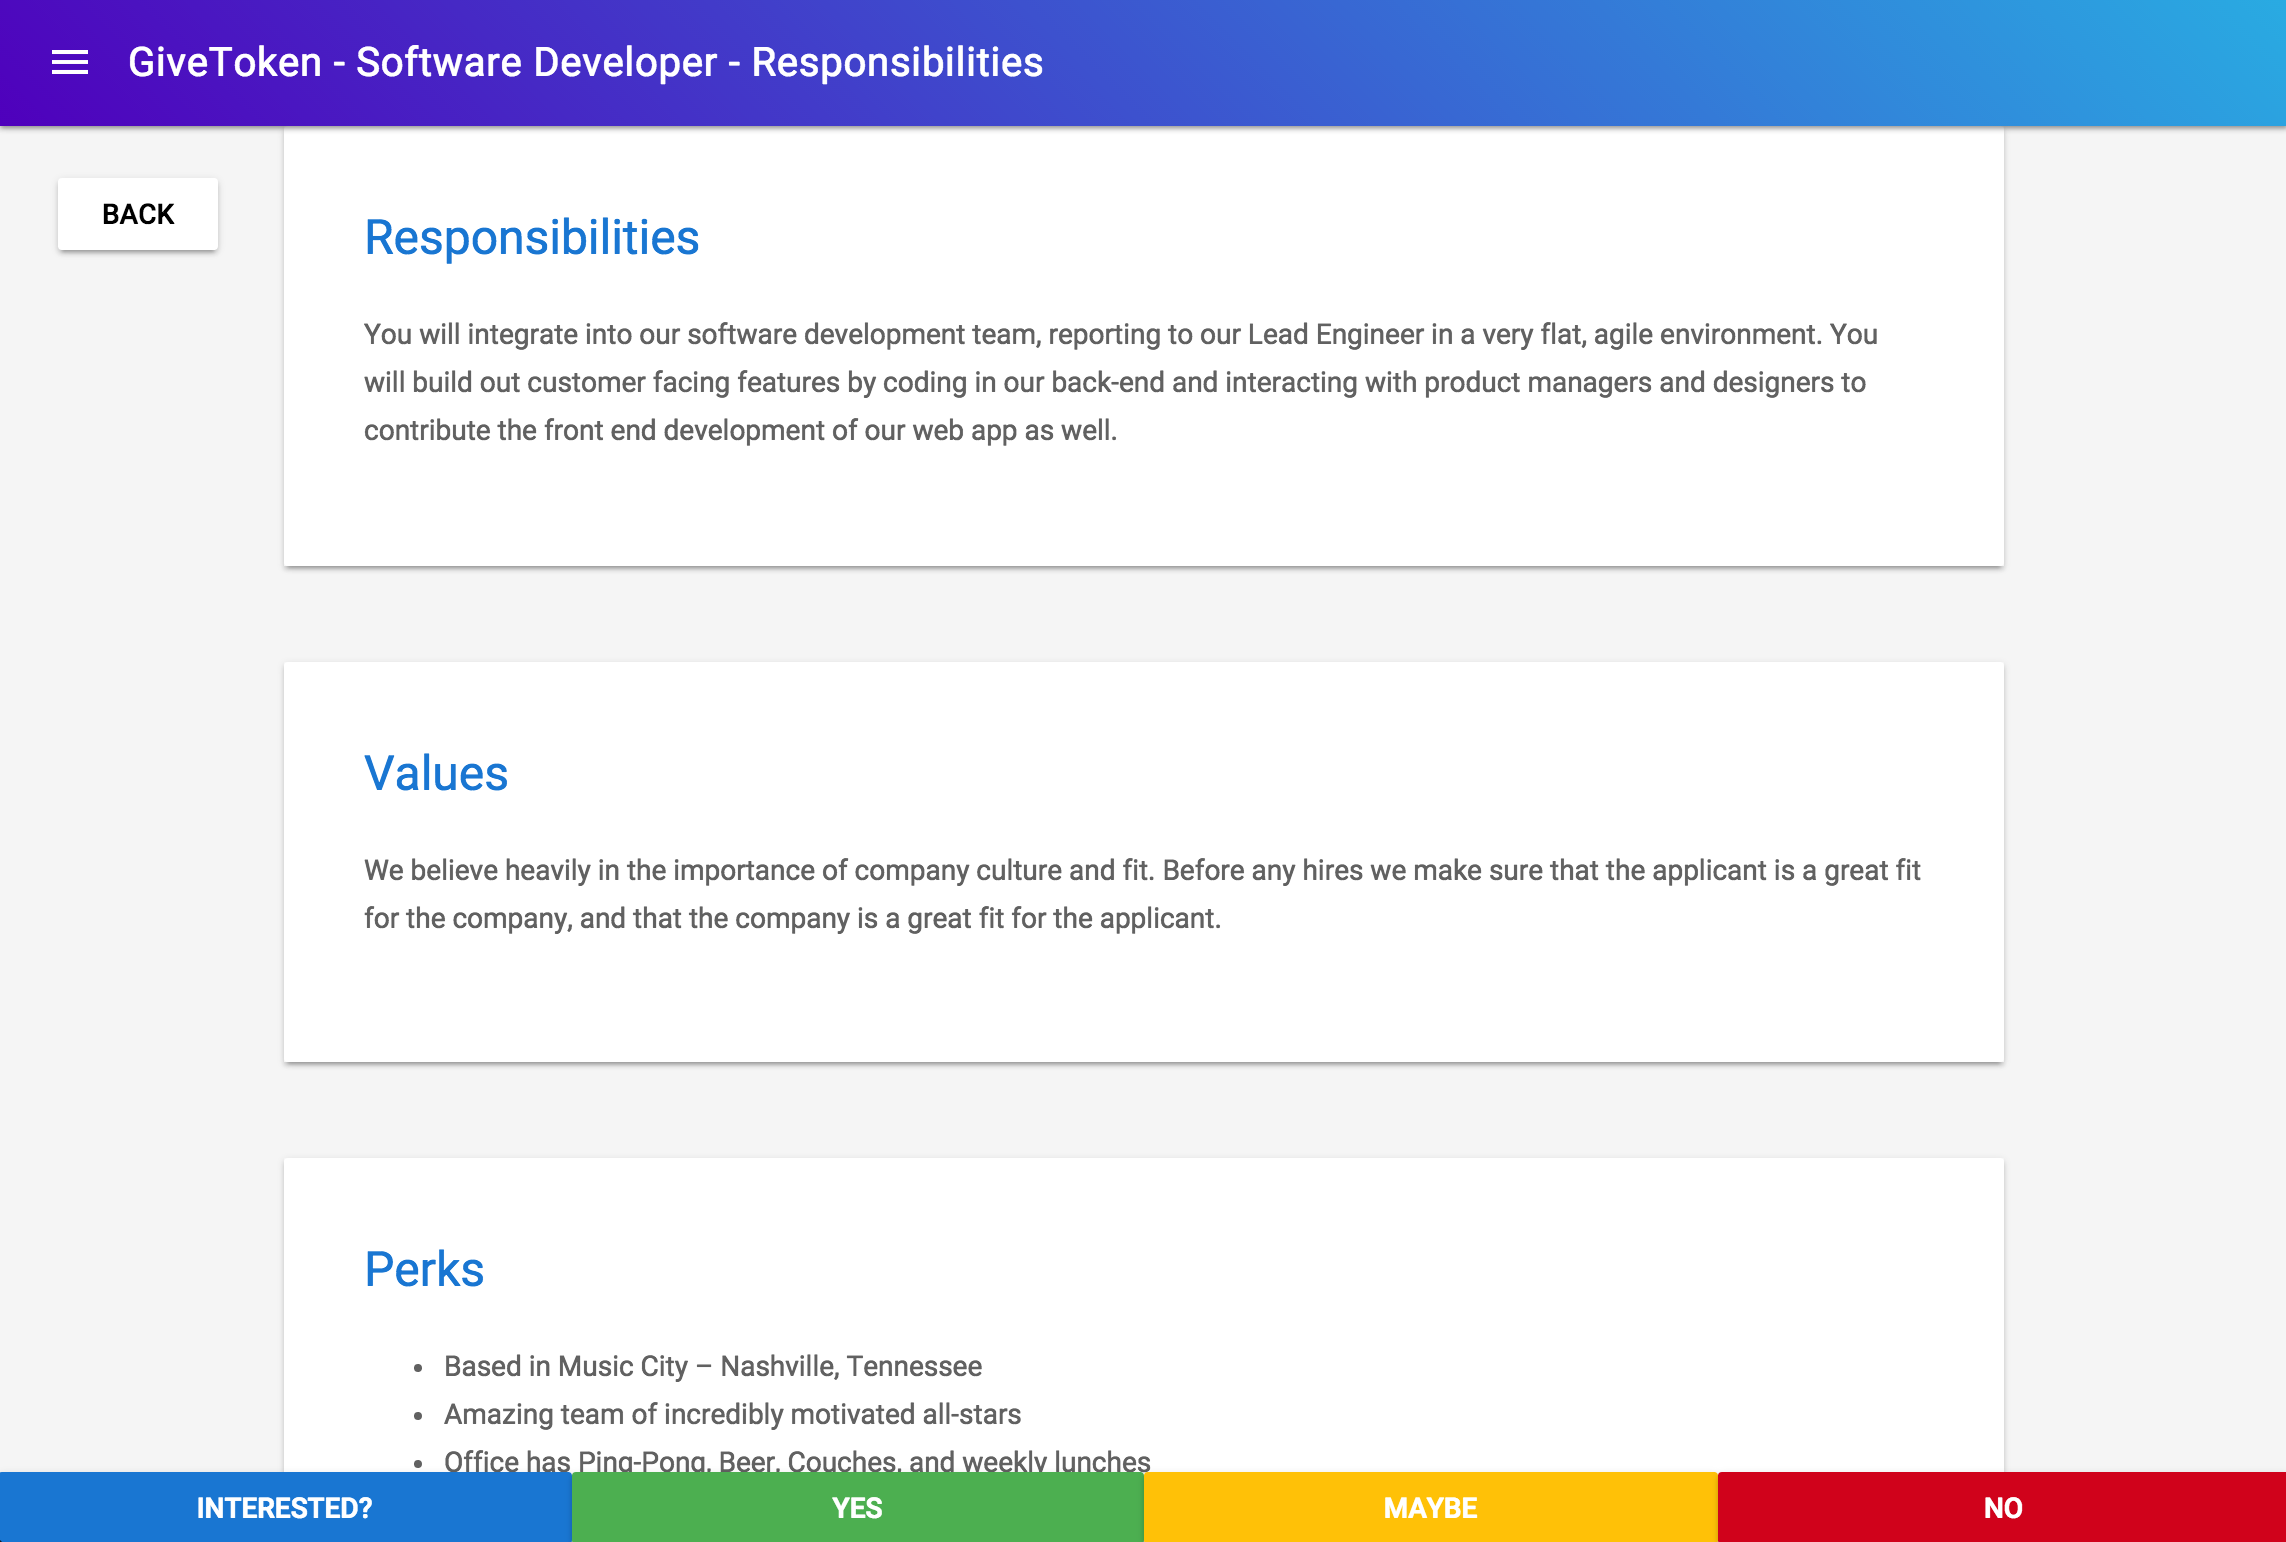 GiveToken - Software Developer - Responsibilities
BACK
Responsibilities
You will integrate into our software development team, reporting to our Lead Engineer in a very flat, agile environment. You
will build out customer facing features by coding in our back-end and interacting with product managers and designers to
contribute the front end development of our web app as well.
Values
We believe heavily in the importance of company culture and fit. Before any hires we make sure that the applicant is a great fit
for the company, and that the company is a great fit for the applicant.
Perks
• Based in Music City – Nashville, Tennessee
• Amazing team of incredibly motivated all-stars
• Office has Ping-Pong, Beer, Couches, and weekly lunches
INTERESTED?
YES
MAYBE
NO